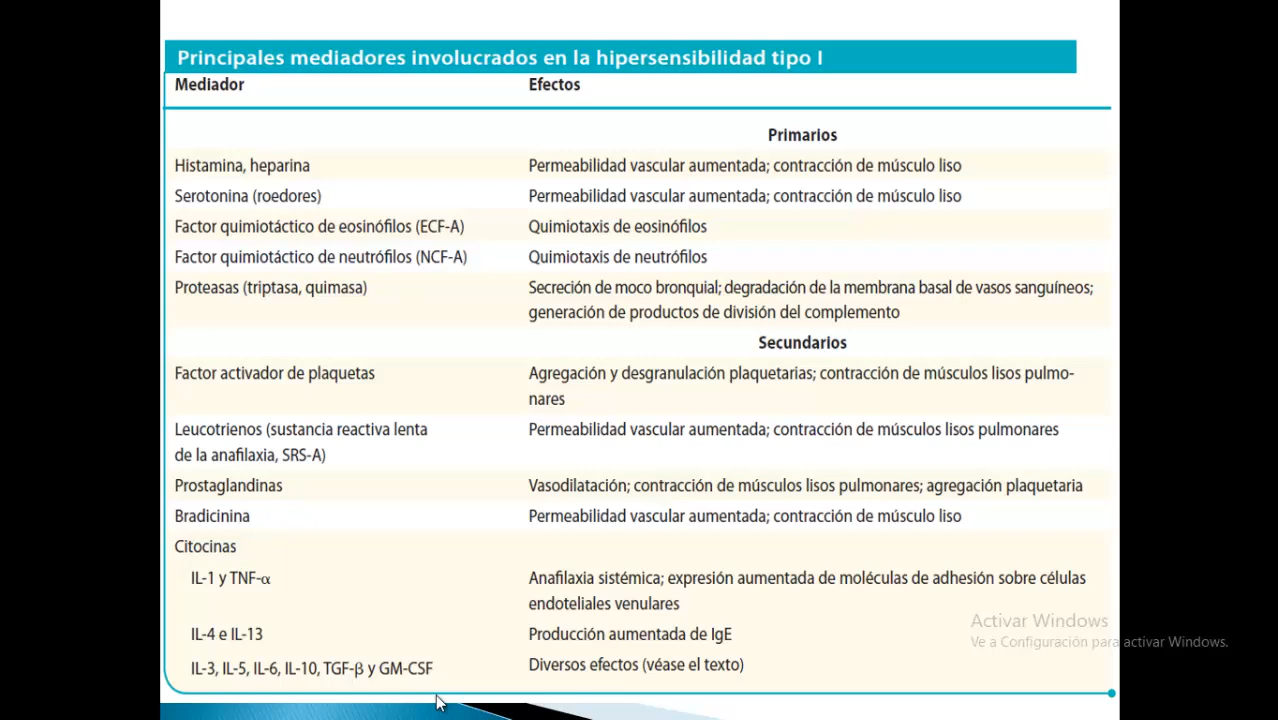 Principales mediadores involucrados en la hipersensibilidad tipo I
Mediador Efectos
Primarios
Histamina, heparina Permeabilidad vascular aumentada; contracción de músculo liso
Serotonina (roedores) Permeabilidad vascular aumentada; contracción de músculo liso
Factor quimiotáctico de eosinófilos (ECF-A) Quimiotaxis de eosinófilos
Factor quimiotáctico de neutrófilos (NCF-A) Quimiotaxis de neutrófilos
Proteasas (triptasa, quimasa) Secreción de moco bronquial; degradación de la membrana basal de vasos sanguíneos;
generación de productos de división del complemento
Secundarios
Factor activador de plaquetas Agregación y desgranulación plaquetarias; contracción de músculos lisos pulmo-
nares
Leucotrienos (sustancia reactiva lenta Permeabilidad vascular aumentada; contracción de músculos lisos pulmonares
de la anafilaxia, SRS-A)
Prostaglandinas Vasodilatación; contracción de músculos lisos pulmonares; agregación plaquetaria
Bradicinina Permeabilidad vascular aumentada; contracción de músculo liso
Citocinas
IL-1 y TNF-α Anafilaxia sistémica; expresión aumentada de moléculas de adhesión sobre células
endoteliales venulares
Activar Windows
IL-4 e IL-13 Producción aumentada de IgE
Ve a Configuración para activar Windows.
IL-3, IL-5, IL-6, IL-10, TGF-β y GM-CSF Diversos efectos (véase el texto)